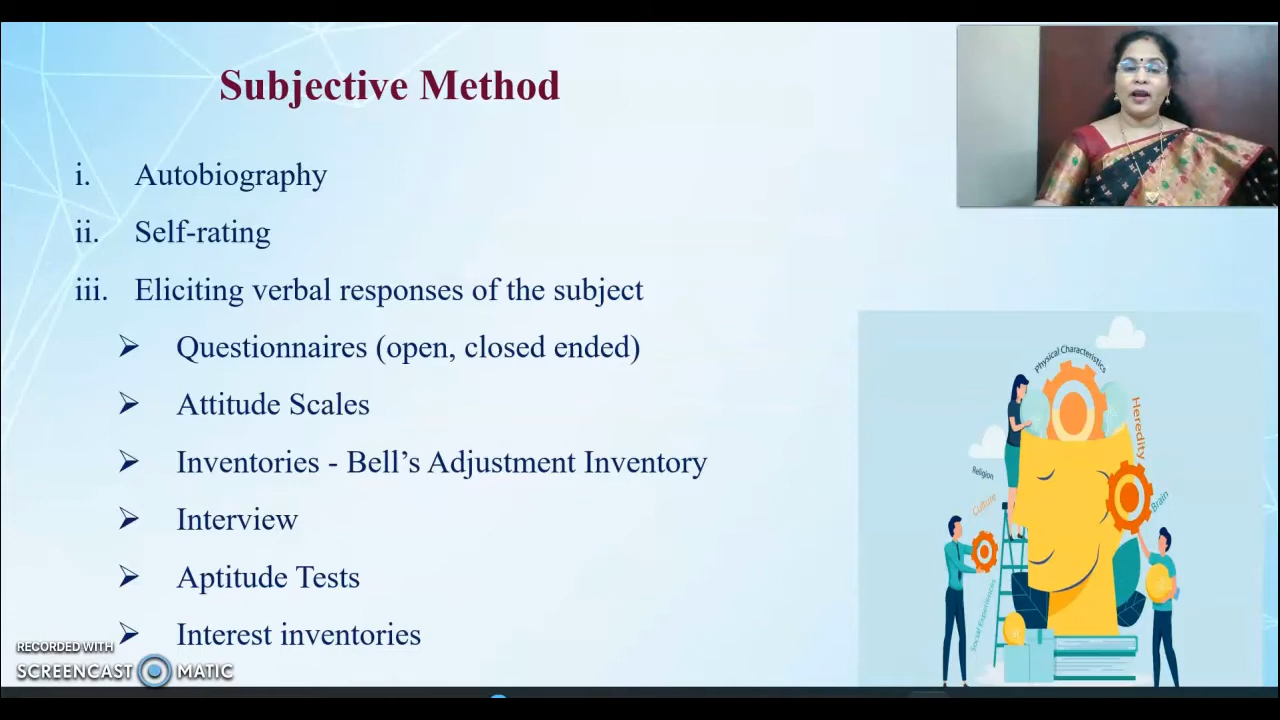 Subjective Method
i. Autobiography
ii. Self-rating
iii. Eliciting verbal responses of the subject
➢ Questionnaires (open, closed ended)
➢ Attitude Scales
➢ Inventories - Bell’s Adjustment Inventory
➢ Interview
➢ Aptitude Tests
➢ Interest inventories
Physical Characteristics
Heredity
Religion
Culture
Brain
Social Experiences
RECORDED WITH
SCREENCAST MATIC